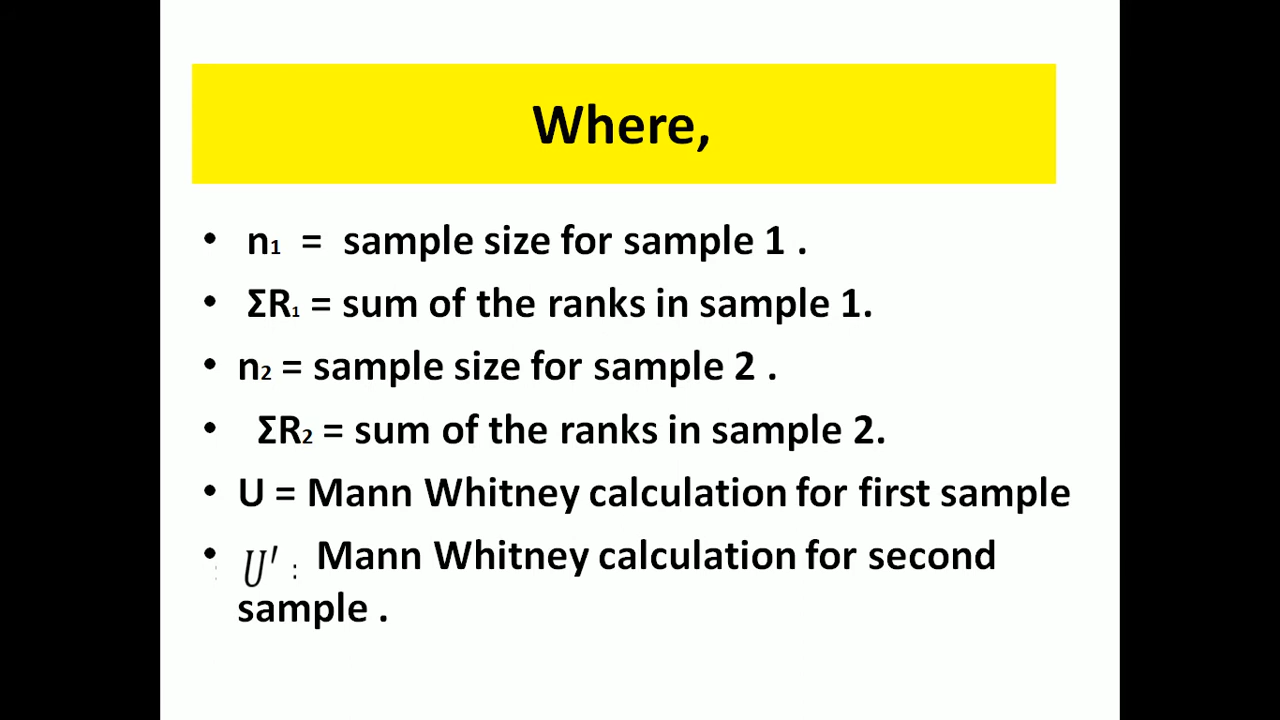 Where,
• n₁ = sample size for sample 1 .
• ΣR₁ = sum of the ranks in sample 1.
• n₂ = sample size for sample 2 .
• ΣR₂ = sum of the ranks in sample 2.
• U = Mann Whitney calculation for first sample
• U′ : Mann Whitney calculation for second
sample .